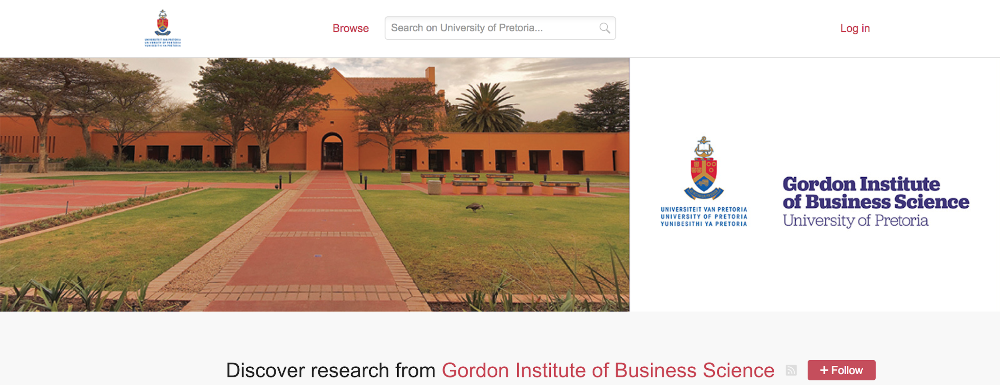 UNIVERSITEIT VAN PRETORIA
UNIVERSITY OF PRETORIA
YUNIBESITHI YA PRETORIA
Browse
Search on University of Pretoria...
Log in
UNIVERSITEIT VAN PRETORIA
UNIVERSITY OF PRETORIA
YUNIBESITHI YA PRETORIA
Gordon Institute
of Business Science
University of Pretoria
Discover research from Gordon Institute of Business Science
+ Follow